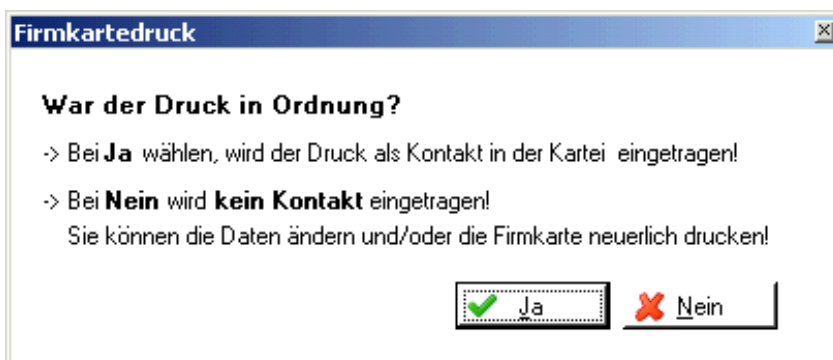 Firmkartedruck
War der Druck in Ordnung?
-> Bei Ja wählen, wird der Druck als Kontakt in der Kartei eingetragen!
-> Bei Nein wird kein Kontakt eingetragen!
Sie können die Daten ändern und/oder die Firmkarte neuerlich drucken!
Ja Nein